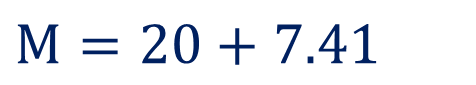 M = 20 + 7.41